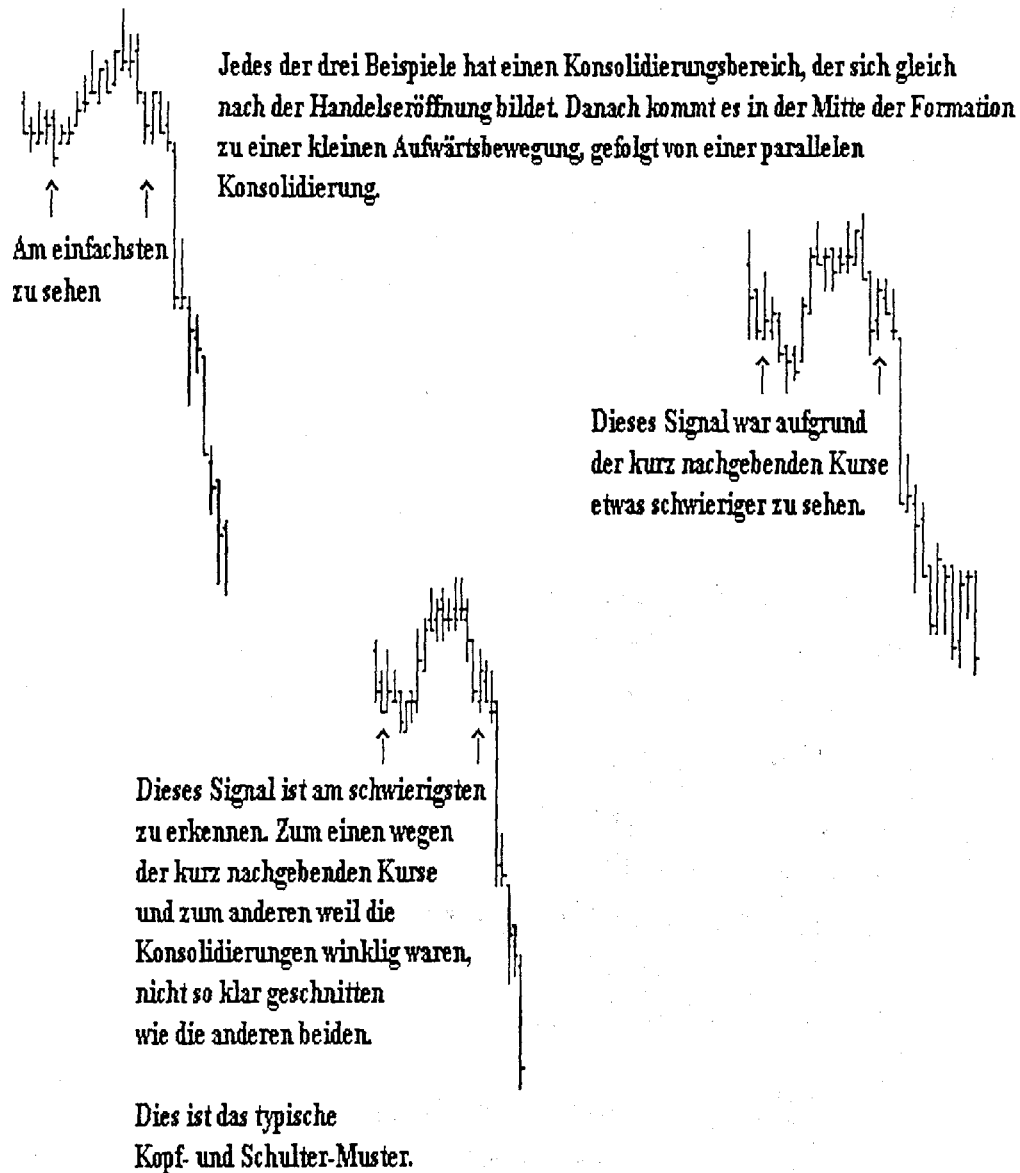 Jedes der drei Beispiele hat einen Konsolidierungsbereich, der sich gleich
nach der Handelseröffnung bildet. Danach kommt es in der Mitte der Formation
zu einer kleinen Aufwärtsbewegung, gefolgt von einer parallelen
Konsolidierung.
Am einfachsten
zu sehen
Dieses Signal war aufgrund
der kurz nachgebenden Kurse
etwas schwieriger zu sehen.
Dieses Signal ist am schwierigsten
zu erkennen. Zum einen wegen
der kurz nachgebenden Kurse
und zum anderen weil die
Konsolidierungen winklig waren,
nicht so klar geschnitten
wie die anderen beiden.
Dies ist das typische
Kopf- und Schulter-Muster.